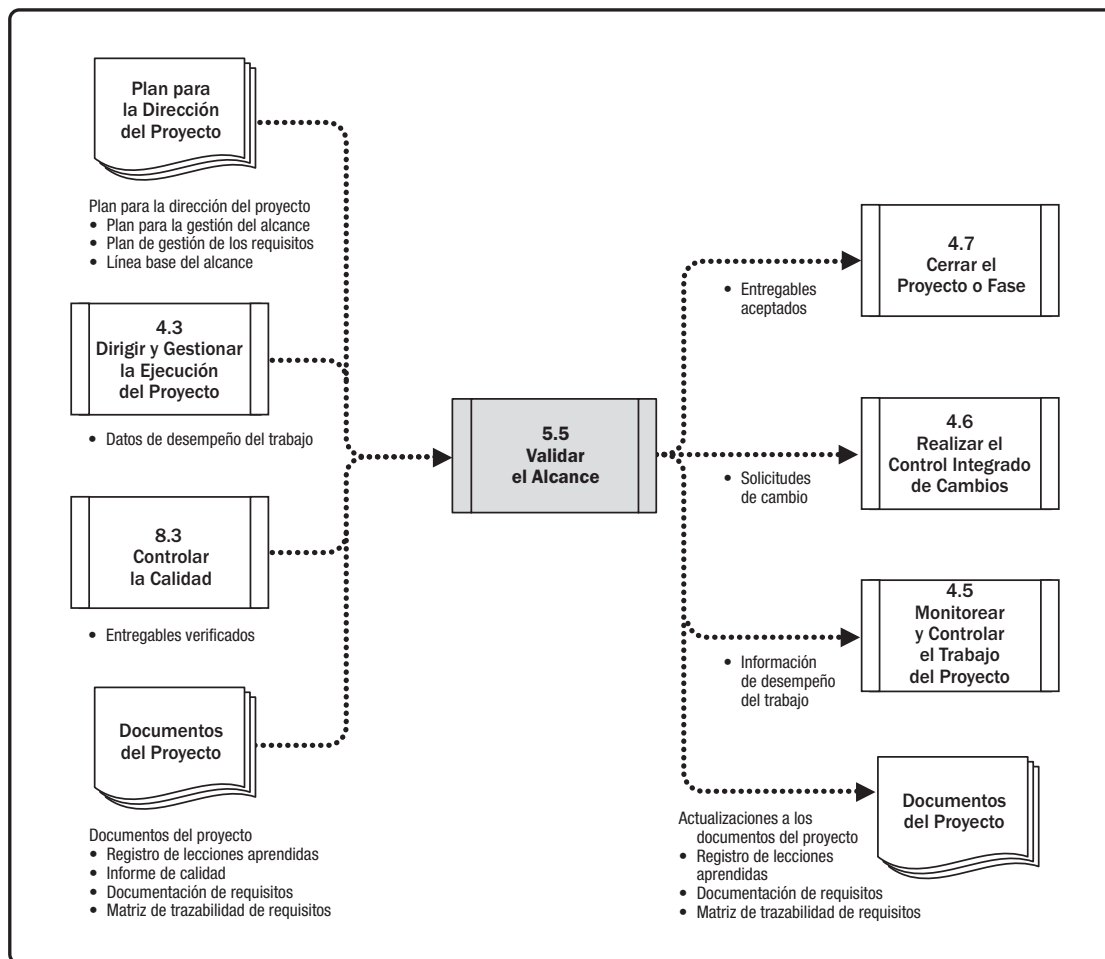 Plan para
la Dirección
del Proyecto
Plan para la dirección del proyecto
• Plan para la gestión del alcance
• Plan de gestión de los requisitos
• Línea base del alcance
4.3
Dirigir y Gestionar
la Ejecución
del Proyecto
• Datos de desempeño del trabajo
8.3
Controlar
la Calidad
• Entregables verificados
Documentos
del Proyecto
Documentos del proyecto
• Registro de lecciones aprendidas
• Informe de calidad
• Documentación de requisitos
• Matriz de trazabilidad de requisitos
5.5
Validar
el Alcance
• Entregables
aceptados
4.7
Cerrar el
Proyecto o Fase
• Solicitudes
de cambio
4.6
Realizar el
Control Integrado
de Cambios
• Información
de desempeño
del trabajo
4.5
Monitorear
y Controlar
el Trabajo
del Proyecto
Actualizaciones a los
documentos del proyecto
• Registro de lecciones
aprendidas
• Documentación de requisitos
• Matriz de trazabilidad de requisitos
Documentos
del Proyecto